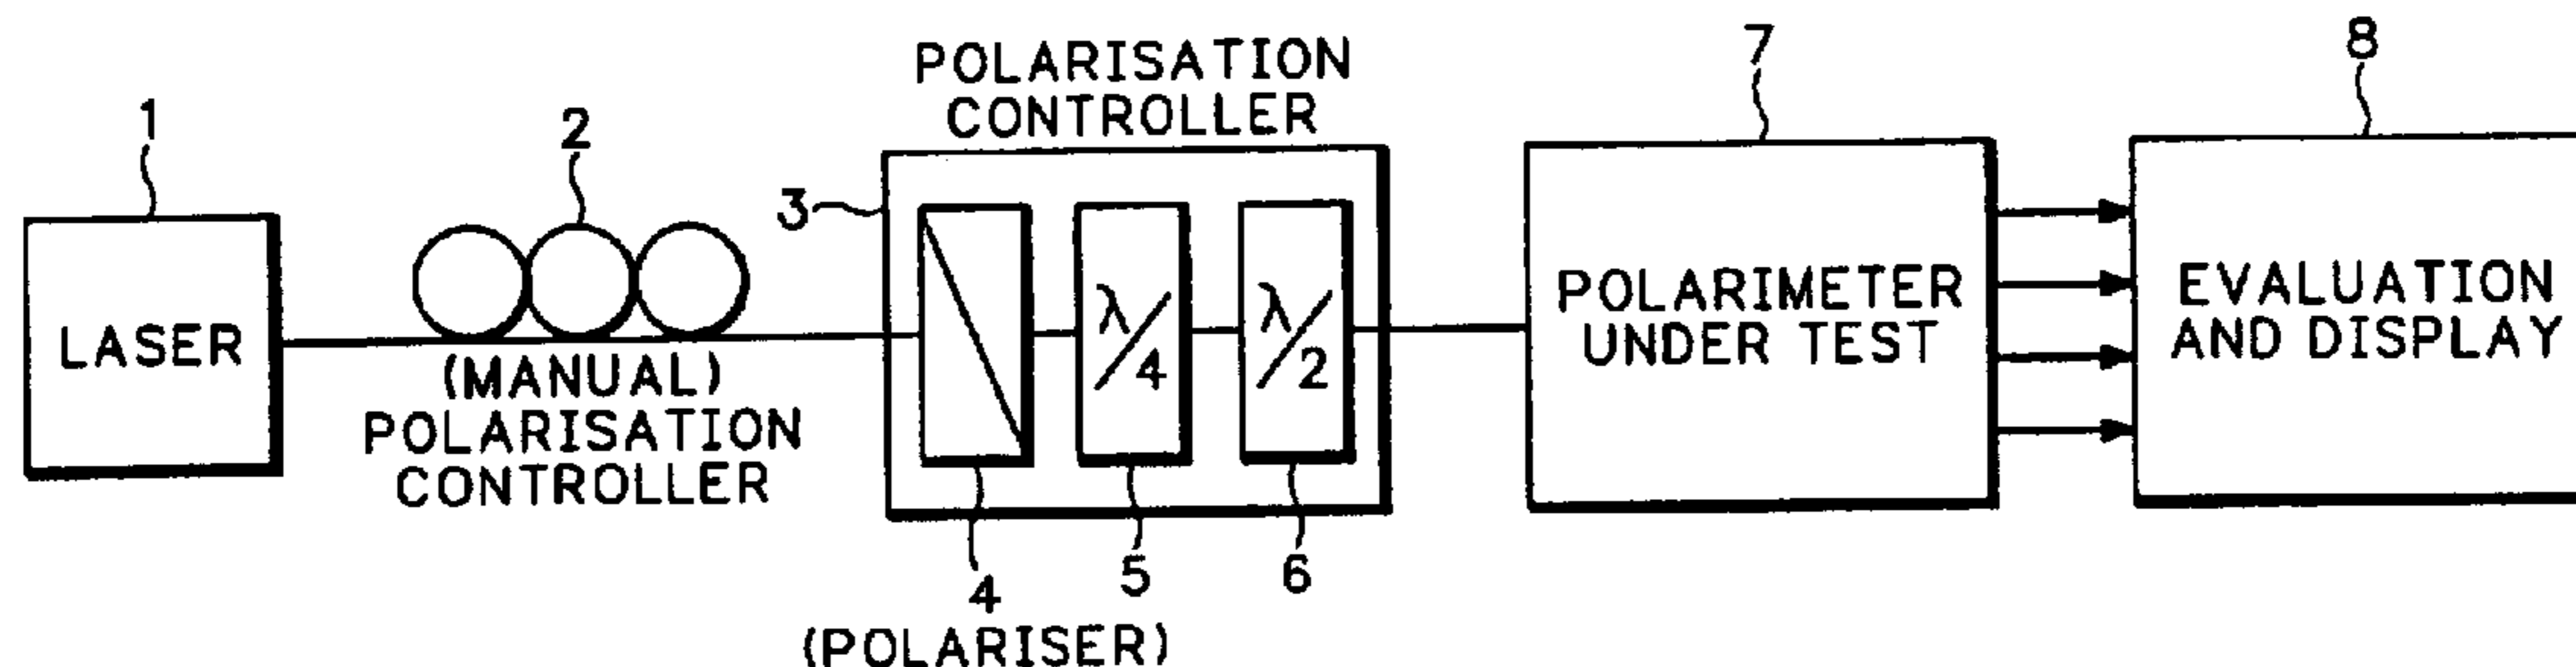 1
LASER
2
(MANUAL)
POLARISATION
CONTROLLER
POLARISATION
CONTROLLER
3
λ/4
λ/2
4
(POLARISER)
5
6
7
POLARIMETER
UNDER TEST
8
EVALUATION
AND DISPLAY